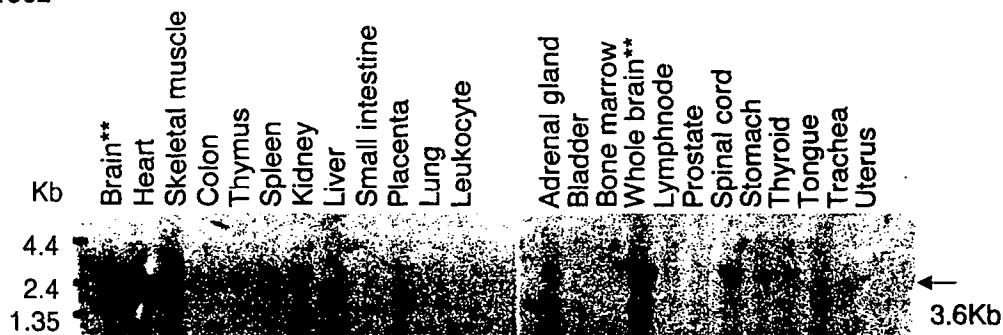 Kb
Brain**
Heart
Skeletal muscle
Colon
Thymus
Spleen
Kidney
Liver
Small intestine
Placenta
Lung
Leukocyte
Adrenal gland
Bladder
Bone marrow
Whole brain**
Lymphnode
Prostate
Spinal cord
Stomach
Thyroid
Tongue
Trachea
Uterus
4.4
2.4
1.35
3.6Kb